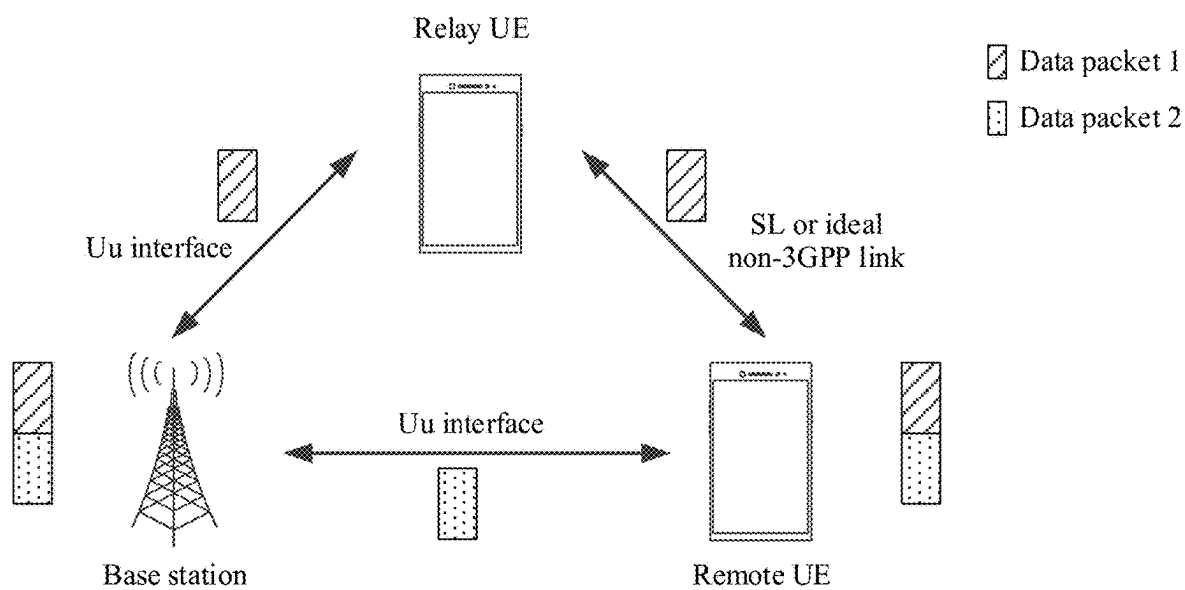 Relay UE
Data packet 1
Data packet 2
Uu interface
SL or ideal
non-3GPP link
Uu interface
Base station
Remote UE